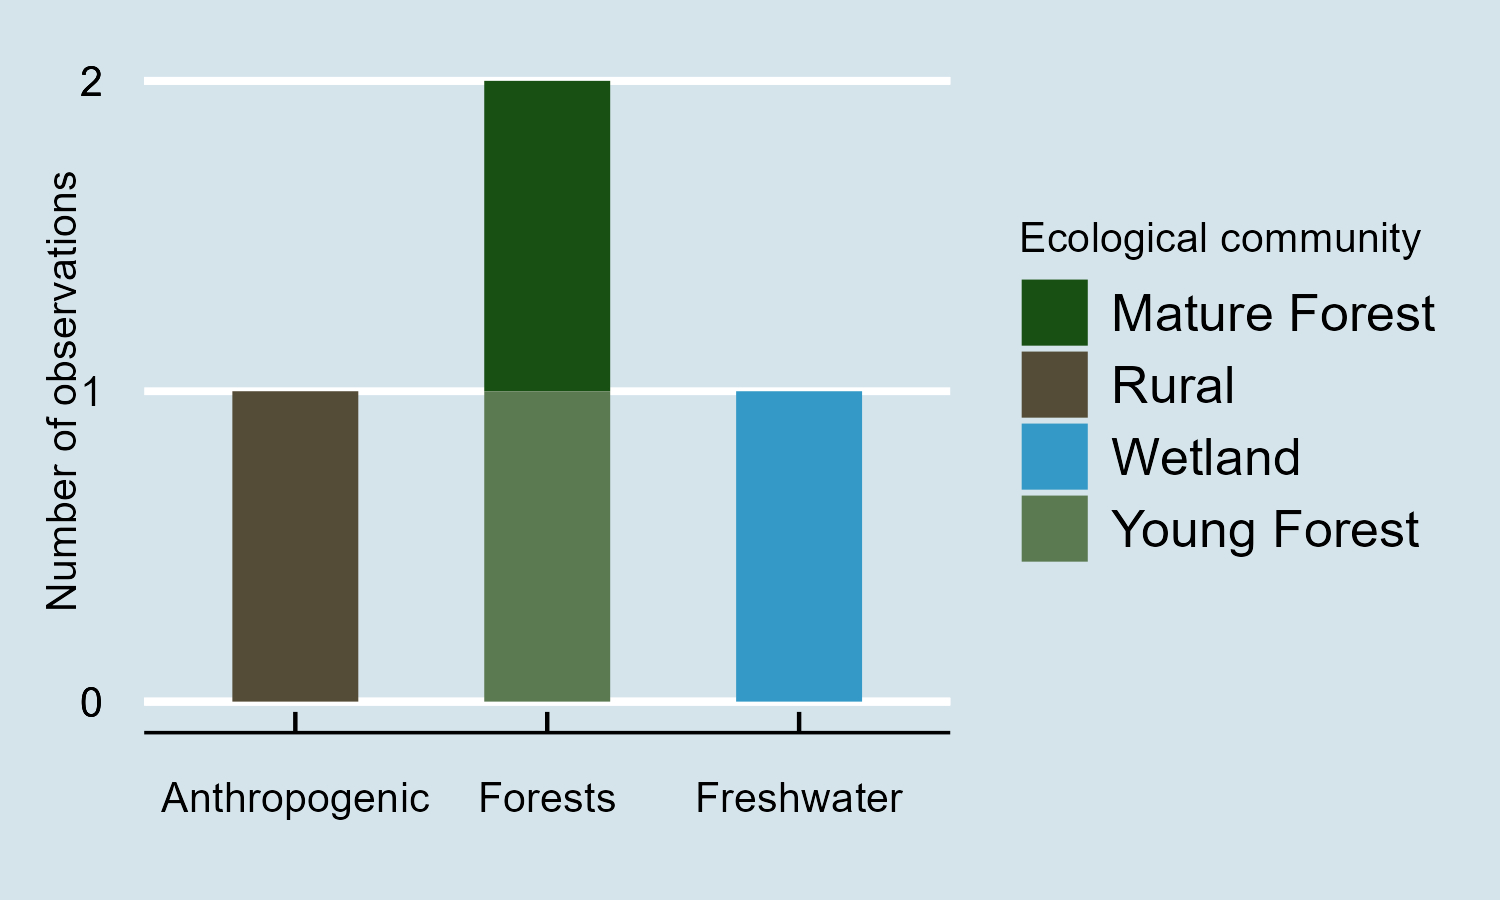 2
1
0
Number of observations
Anthropogenic
Forests
Freshwater
Ecological community
Mature Forest
Rural
Wetland
Young Forest